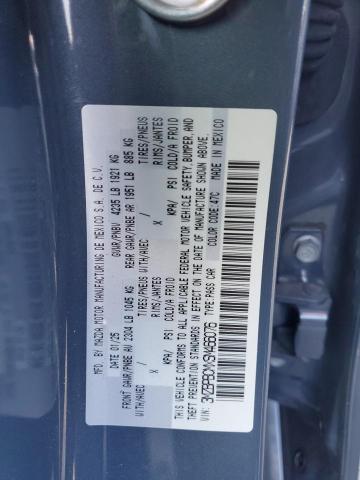 MFD. BY MAZDA MOTOR MANUFACTURING DE MEXICO S.A. DE C.V.
DATE: 01/25 GVWR/PNBV 4235 LB 1921 KG
FRONT GAWR/PNBE AV 2304 LB 1045 KG REAR GAWR/PNBE AR 1951 LB 885 KG
WITH/AVEC / TIRES/PNEUS WITH/AVEC / TIRES/PNEUS
X RIMS/JANTES X RIMS/JANTES
KPA/ PSI COLD/A FROID KPA/ PSI COLD/A FROID
THIS VEHICLE CONFORMS TO ALL APPLICABLE FEDERAL MOTOR VEHICLE SAFETY, BUMPER, AND
THEFT PREVENTION STANDARDS IN EFFECT ON THE DATE OF MANUFACTURE SHOWN ABOVE.
VIN: TYPE:PASS CAR COLOR CODE:47C MADE IN MEXICO